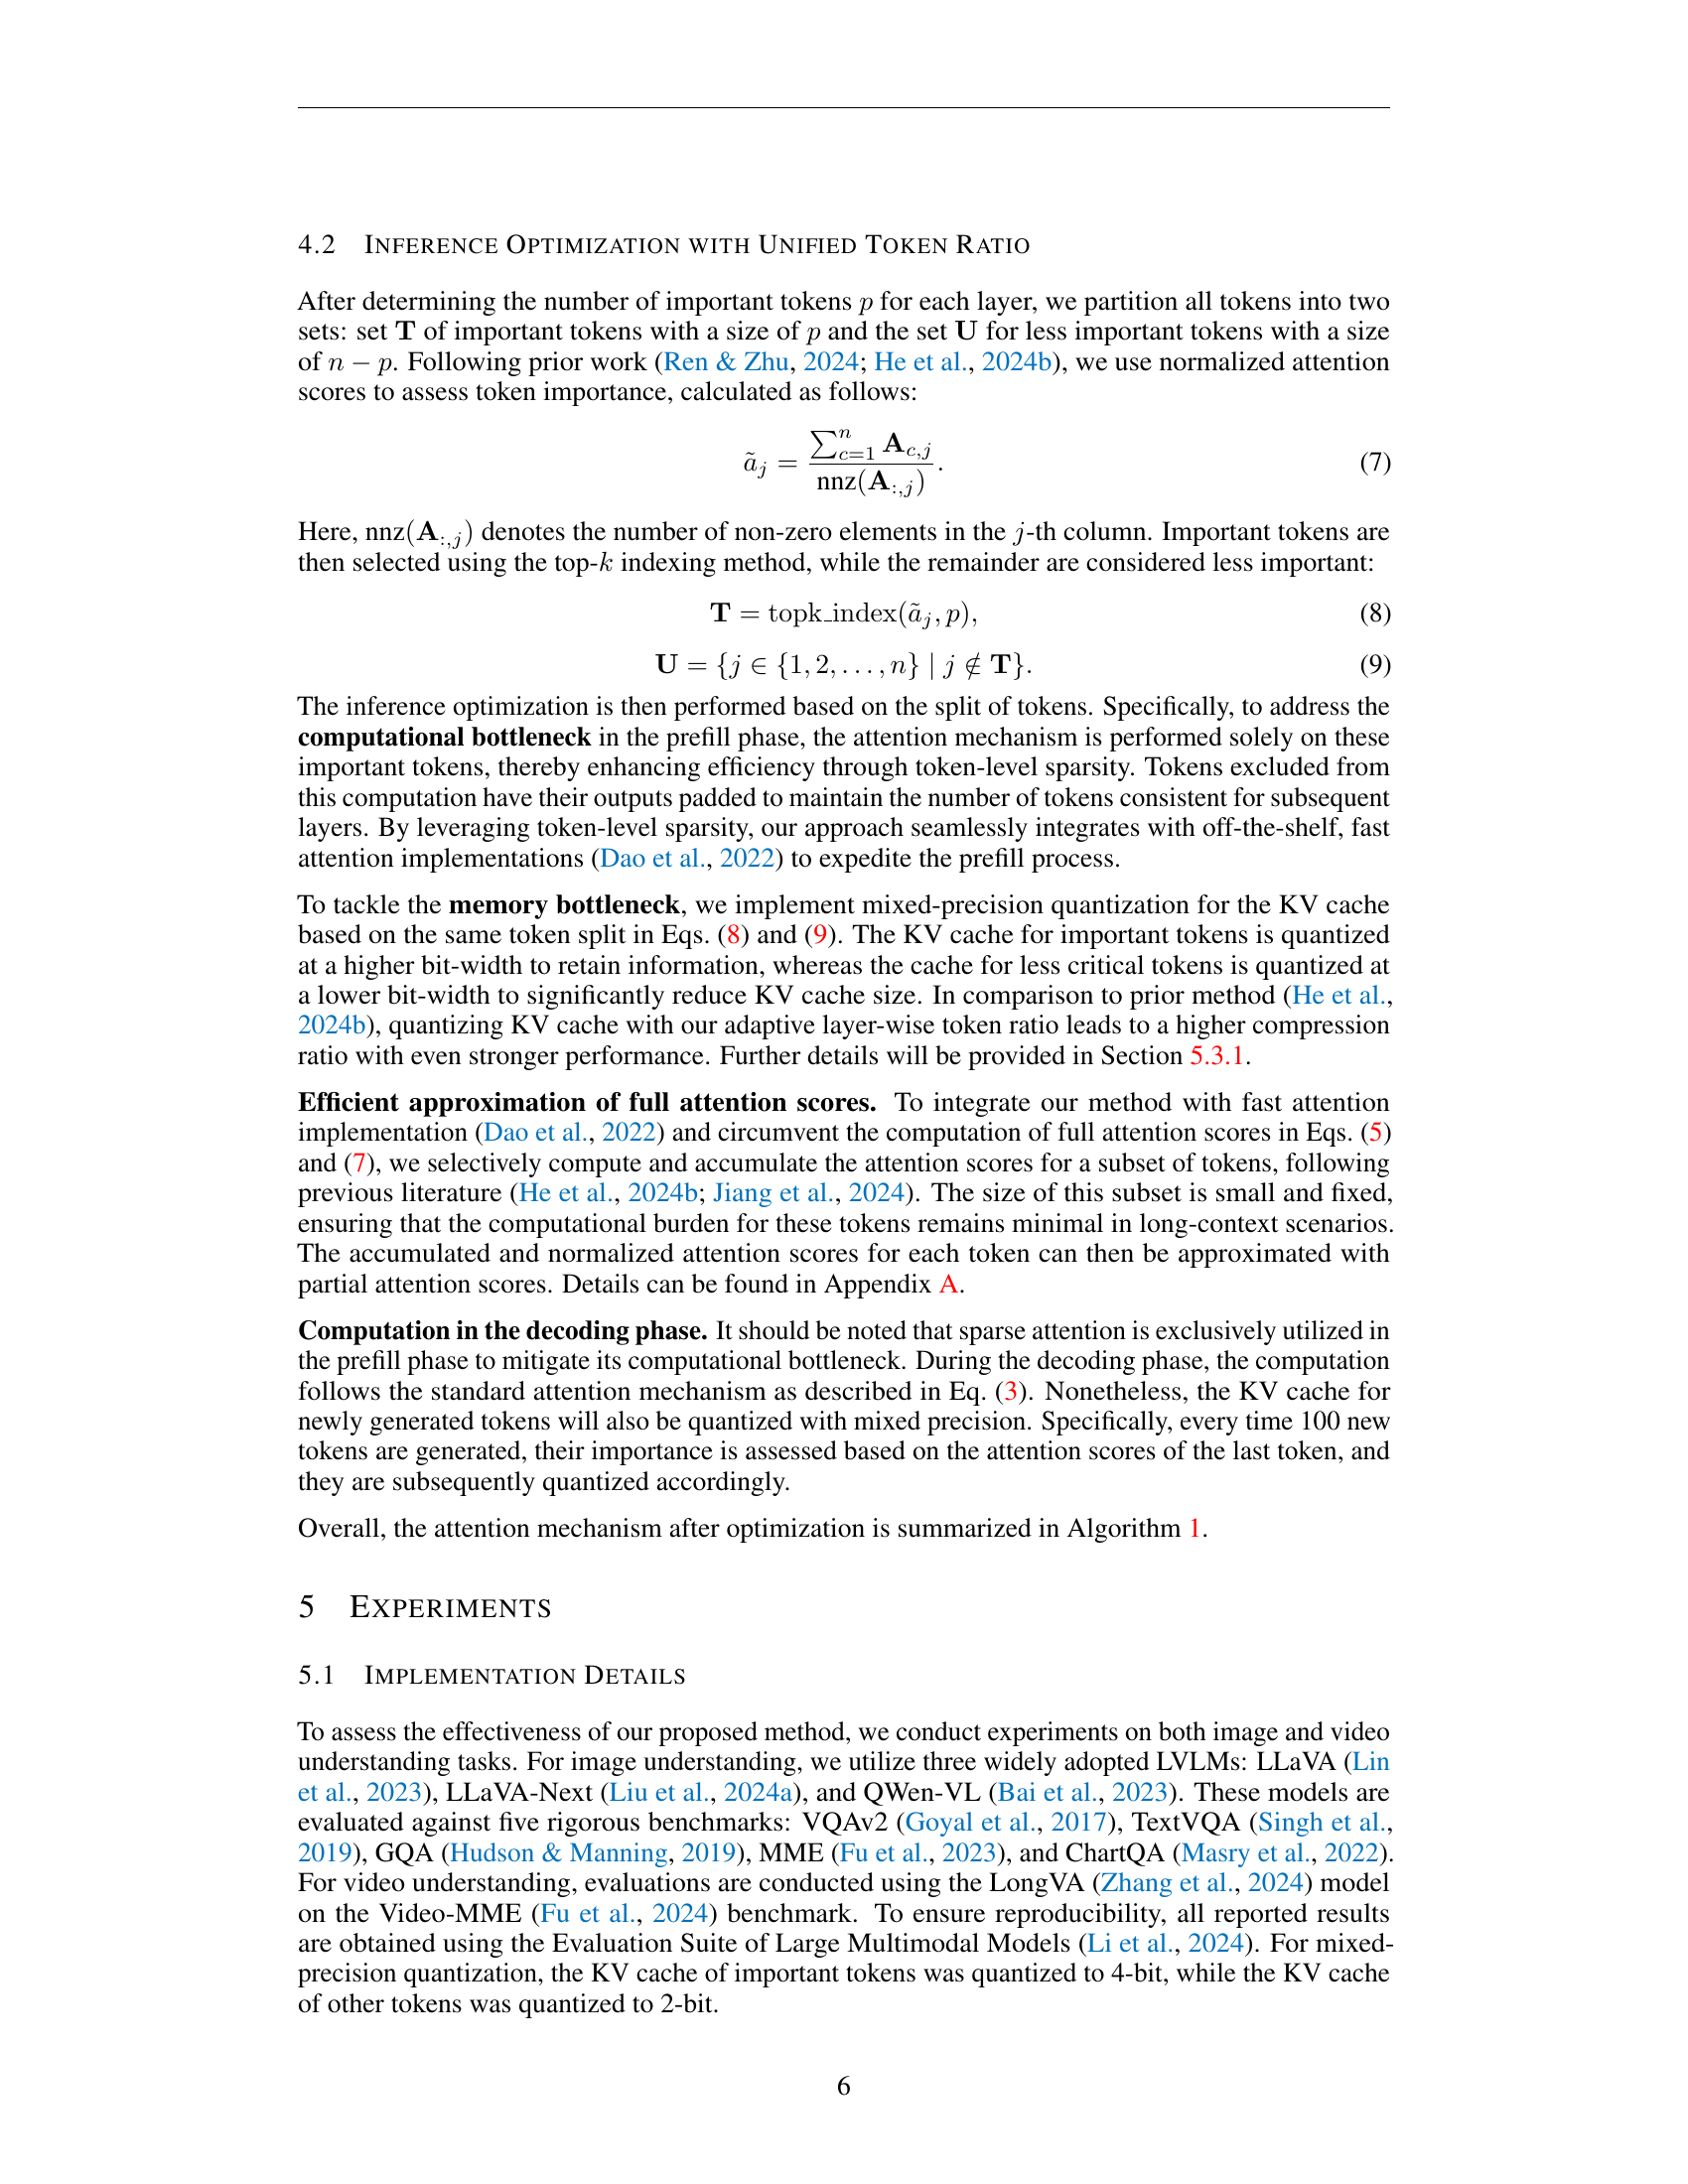 4.2 INFERENCE OPTIMIZATION WITH UNIFIED TOKEN RATIO
After determining the number of important tokens p for each layer, we partition all tokens into two
sets: set T of important tokens with a size of p and the set U for less important tokens with a size
of n − p. Following prior work (Ren & Zhu, 2024; He et al., 2024b), we use normalized attention
scores to assess token importance, calculated as follows:
ã_j = \frac{\sum_{c=1}^{n} A_{c,j}}{nnz(A_{:,j})}. (7)
Here, nnz(A_{:,j}) denotes the number of non-zero elements in the j-th column. Important tokens are
then selected using the top-k indexing method, while the remainder are considered less important:
T = topk_index(ã_j, p), (8)
U = {j ∈ {1, 2, . . . , n} | j ∉ T}. (9)
The inference optimization is then performed based on the split of tokens. Specifically, to address the
computational bottleneck in the prefill phase, the attention mechanism is performed solely on these
important tokens, thereby enhancing efficiency through token-level sparsity. Tokens excluded from
this computation have their outputs padded to maintain the number of tokens consistent for subsequent
layers. By leveraging token-level sparsity, our approach seamlessly integrates with off-the-shelf, fast
attention implementations (Dao et al., 2022) to expedite the prefill process.
To tackle the memory bottleneck, we implement mixed-precision quantization for the KV cache
based on the same token split in Eqs. (8) and (9). The KV cache for important tokens is quantized
at a higher bit-width to retain information, whereas the cache for less critical tokens is quantized at
a lower bit-width to significantly reduce KV cache size. In comparison to prior method (He et al.,
2024b), quantizing KV cache with our adaptive layer-wise token ratio leads to a higher compression
ratio with even stronger performance. Further details will be provided in Section 5.3.1.
Efficient approximation of full attention scores. To integrate our method with fast attention
implementation (Dao et al., 2022) and circumvent the computation of full attention scores in Eqs. (5)
and (7), we selectively compute and accumulate the attention scores for a subset of tokens, following
previous literature (He et al., 2024b; Jiang et al., 2024). The size of this subset is small and fixed,
ensuring that the computational burden for these tokens remains minimal in long-context scenarios.
The accumulated and normalized attention scores for each token can then be approximated with
partial attention scores. Details can be found in Appendix A.
Computation in the decoding phase. It should be noted that sparse attention is exclusively utilized in
the prefill phase to mitigate its computational bottleneck. During the decoding phase, the computation
follows the standard attention mechanism as described in Eq. (3). Nonetheless, the KV cache for
newly generated tokens will also be quantized with mixed precision. Specifically, every time 100 new
tokens are generated, their importance is assessed based on the attention scores of the last token, and
they are subsequently quantized accordingly.
Overall, the attention mechanism after optimization is summarized in Algorithm 1.
5 EXPERIMENTS
5.1 IMPLEMENTATION DETAILS
To assess the effectiveness of our proposed method, we conduct experiments on both image and video
understanding tasks. For image understanding, we utilize three widely adopted LVLMs: LLaVA (Lin
et al., 2023), LLaVA-Next (Liu et al., 2024a), and QWen-VL (Bai et al., 2023). These models are
evaluated against five rigorous benchmarks: VQAv2 (Goyal et al., 2017), TextVQA (Singh et al.,
2019), GQA (Hudson & Manning, 2019), MME (Fu et al., 2023), and ChartQA (Masry et al., 2022).
For video understanding, evaluations are conducted using the LongVA (Zhang et al., 2024) model
on the Video-MME (Fu et al., 2024) benchmark. To ensure reproducibility, all reported results
are obtained using the Evaluation Suite of Large Multimodal Models (Li et al., 2024). For mixed-
precision quantization, the KV cache of important tokens was quantized to 4-bit, while the KV cache
of other tokens was quantized to 2-bit.
6